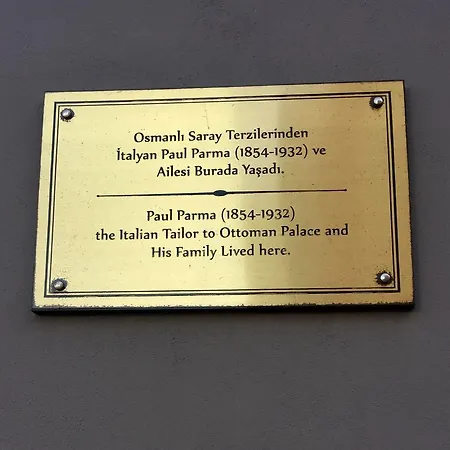 Osmanlı Saray Terzilerinden
İtalyan Paul Parma (1854-1932) ve
Ailesi Burada Yaşadı.
Paul Parma (1854-1932)
the Italian Tailor to Ottoman Palace and
His Family Lived here.